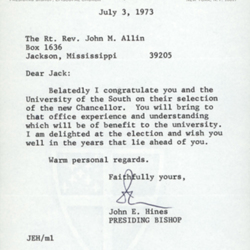 July 3, 1973
The Rt. Rev. John M. Allin
Box 1636
Jackson, Mississippi 39205
Dear Jack:
Belatedly I congratulate you and the
University of the South on their selection
of the new Chancellor. You will bring to
that office experience and understanding
which will be of benefit to the university.
I am delighted at the election and wish you
well in the years that lie ahead of you.
Warm personal regards.
Faithfully yours,
John E. Hines
PRESIDING BISHOP
JEH/ml